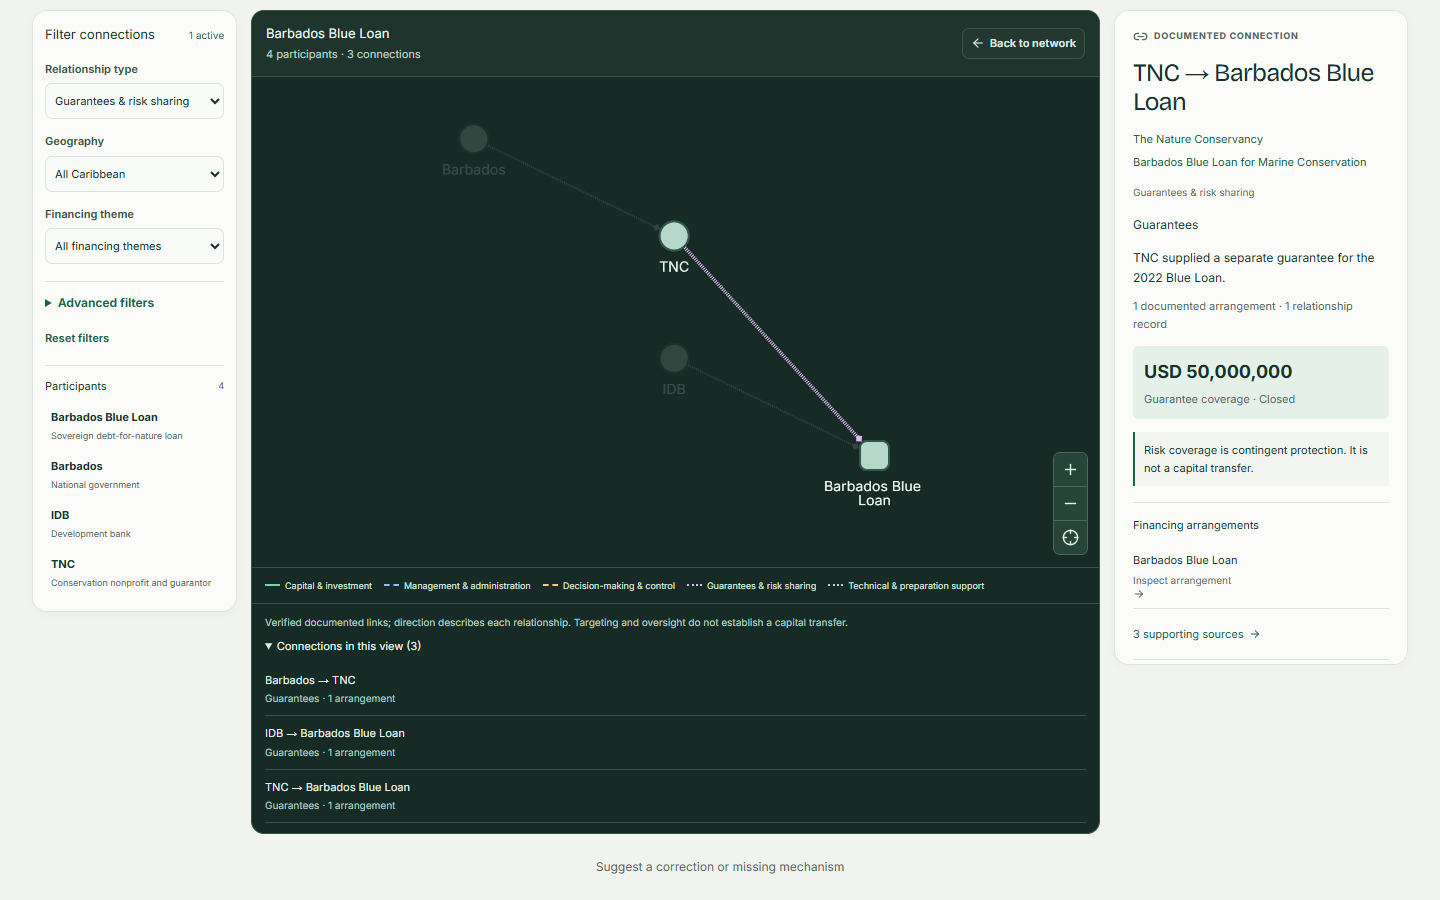 Filter connections
1 active
Relationship type
Guarantees & risk sharing
Geography
All Caribbean
Financing theme
All financing themes
Advanced filters
Reset filters
Participants
4
Barbados Blue Loan
Sovereign debt-for-nature loan
Barbados
National government
IDB
Development bank
TNC
Conservation nonprofit and guarantor
Barbados Blue Loan
4 participants · 3 connections
← Back to network
Barbados
TNC
IDB
Barbados Blue
Loan
+
−
Capital & investment
Management & administration
Decision-making & control
Guarantees & risk sharing
Technical & preparation support
Verified documented links; direction describes each relationship. Targeting and oversight do not establish a capital transfer.
Connections in this view (3)
Barbados → TNC
Guarantees · 1 arrangement
IDB → Barbados Blue Loan
Guarantees · 1 arrangement
TNC → Barbados Blue Loan
Guarantees · 1 arrangement
DOCUMENTED CONNECTION
TNC → Barbados Blue
Loan
The Nature Conservancy
Barbados Blue Loan for Marine Conservation
Guarantees & risk sharing
Guarantees
TNC supplied a separate guarantee for the
2022 Blue Loan.
1 documented arrangement · 1 relationship
record
USD 50,000,000
Guarantee coverage · Closed
Risk coverage is contingent protection. It is
not a capital transfer.
Financing arrangements
Barbados Blue Loan
Inspect arrangement
→
3 supporting sources →
Suggest a correction or missing mechanism